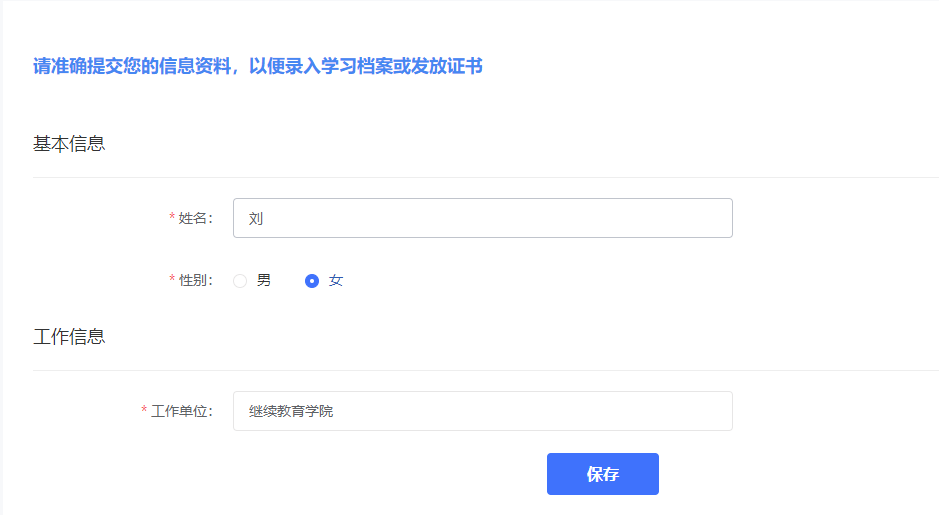 请准确提交您的信息资料，以便录入学习档案或发放证书
基本信息
* 姓名： 刘
* 性别： 男 女
工作信息
* 工作单位： 继续教育学院
保存